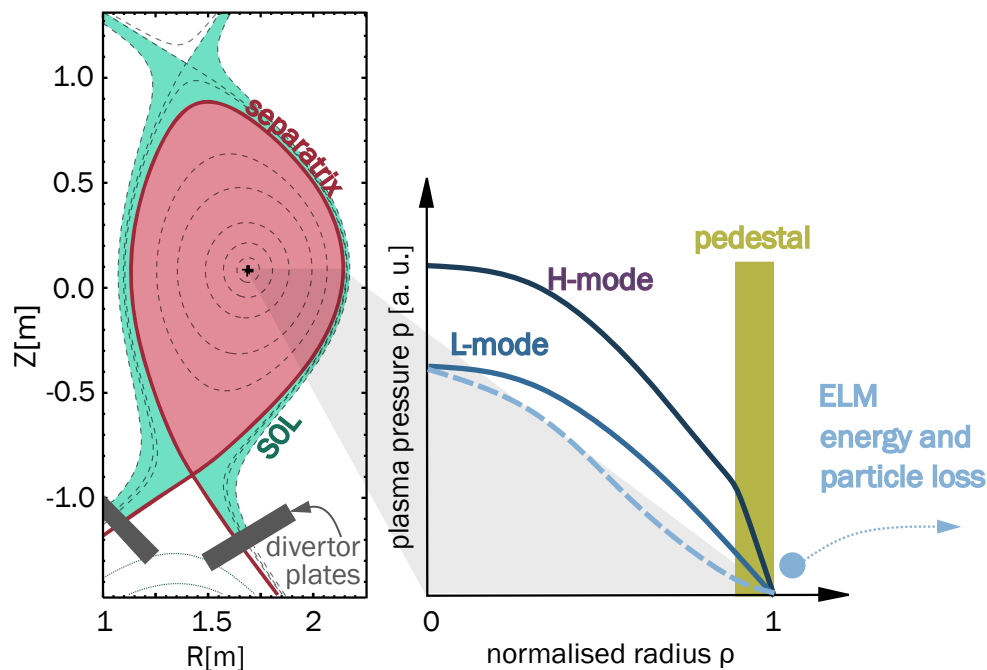 separatrix
1.0
0.5
0.0
-0.5
-1.0
Z[m]
SOL
divertor
plates
1
1.5
2
R[m]
plasma pressure p [a. u.]
pedestal
H-mode
L-mode
ELM
energy and
particle loss
0
1
normalised radius ρ